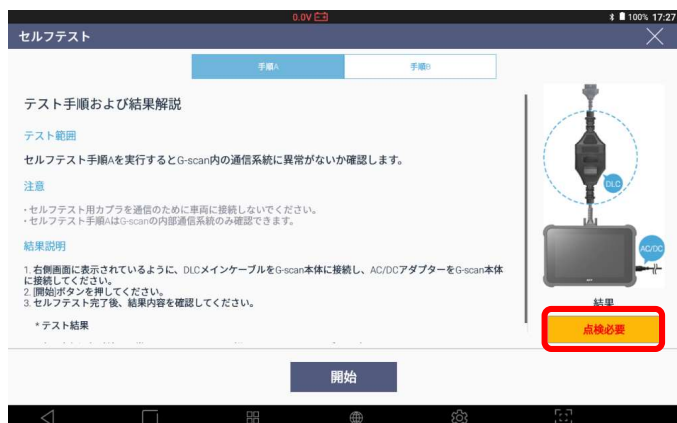 0.0V
100% 17:27
セルフテスト
手順A
手順B
テスト手順および結果解説
テスト範囲
セルフテスト手順Aを実行するとG-scan内の通信系統に異常がないか確認します。
注意
・セルフテスト用カプラを通信のために車両に接続しないでください。
・セルフテスト手順AはG-scanの内部通信系統のみ確認できます。
結果説明
1. 右側画面に表示されているように、DLCメインケーブルをG-scan本体に接続し、AC/DCアダプターをG-scan本体
に接続してください。
2. [開始]ボタンを押してください。
3. セルフテスト完了後、結果内容を確認してください。
* テスト結果
DLC
AC/DC
結果
点検必要
開始